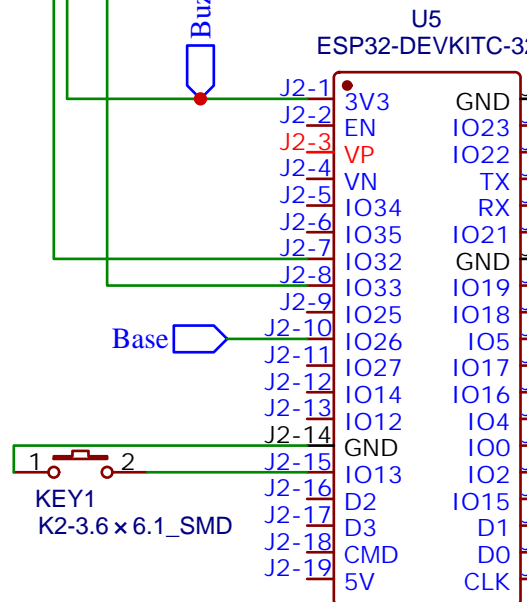 Buz
U5
ESP32-DEVKITC-32
J2-1 3V3 GND
J2-2 EN IO23
J2-3 VP IO22
J2-4 VN TX
J2-5 IO34 RX
J2-6 IO35 IO21
J2-7 IO32 GND
J2-8 IO33 IO19
J2-9 IO25 IO18
Base J2-10 IO26 IO5
J2-11 IO27 IO17
J2-12 IO14 IO16
J2-13 IO12 IO4
J2-14 GND IO0
1 2 J2-15 IO13 IO2
KEY1 J2-16 D2 IO15
K2-3.6×6.1_SMD J2-17 D3 D1
J2-18 CMD D0
J2-19 5V CLK